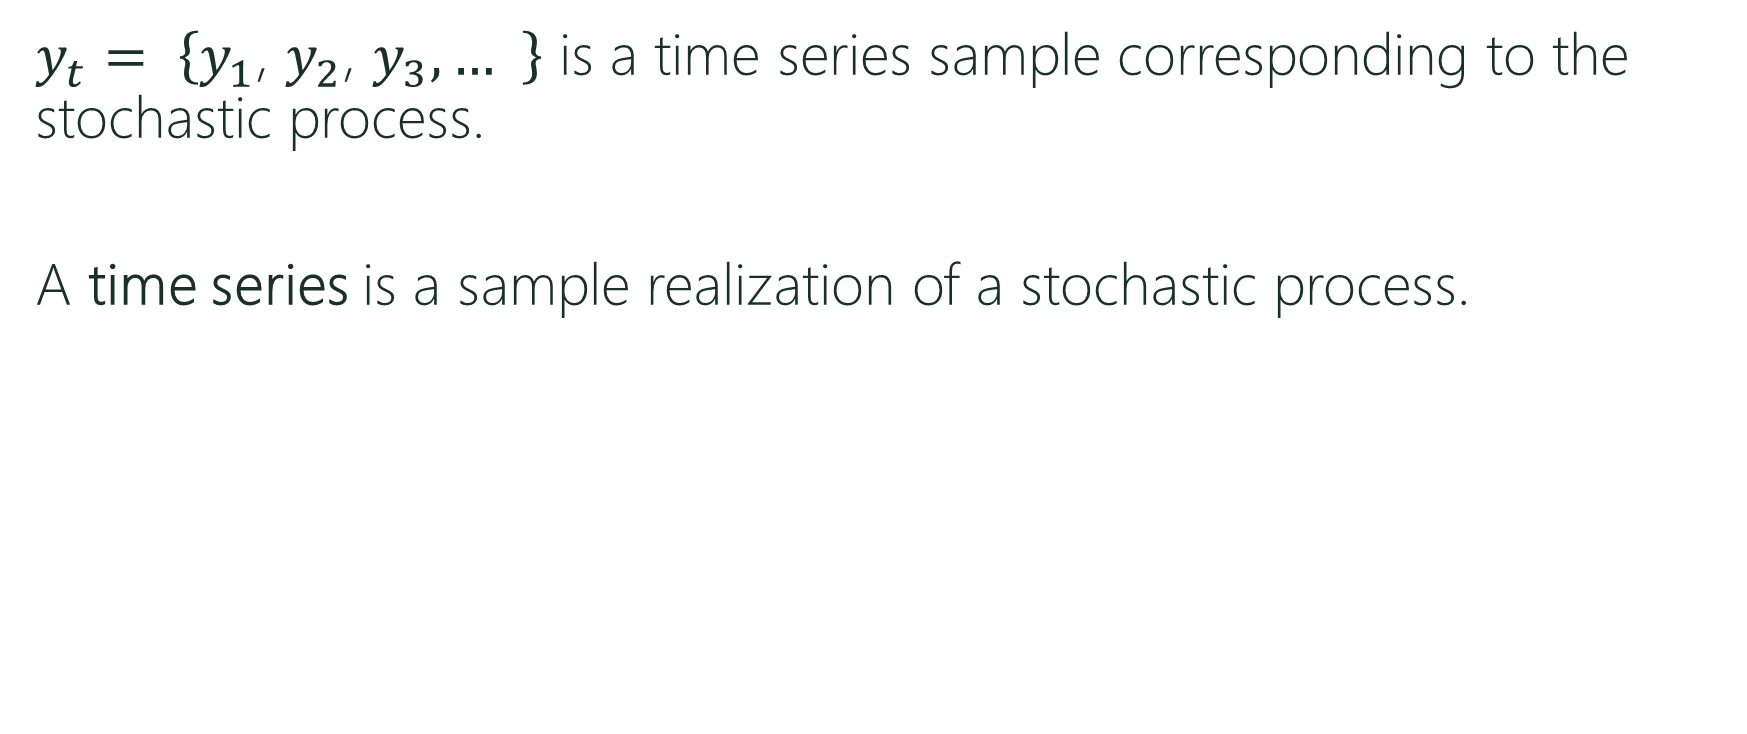 yₜ = {y₁, y₂, y₃, … } is a time series sample corresponding to the
stochastic process.
A time series is a sample realization of a stochastic process.